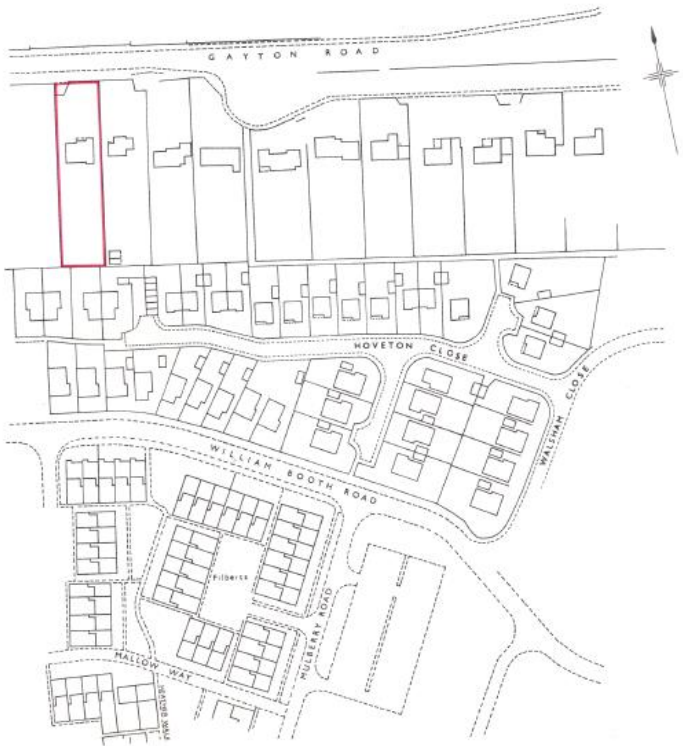 GAYTON ROAD
HOVETON CLOSE
WALSHAM CLOSE
WILLIAM BOOTH ROAD
Filberts
MULBERRY ROAD
MALLOW WAY